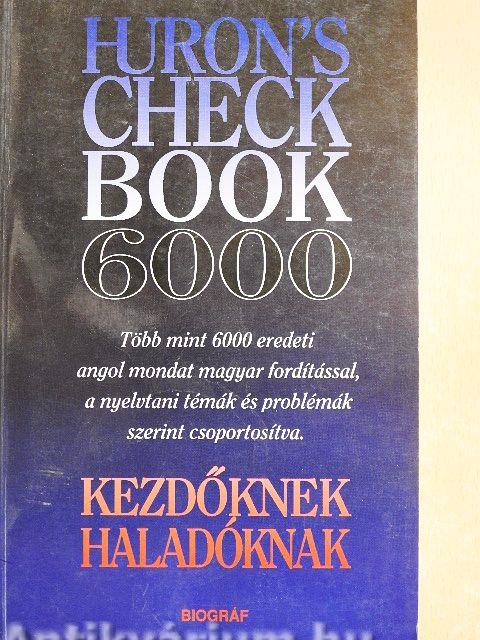 HURON'S
CHECK
BOOK
6000
Több mint 6000 eredeti
angol mondat magyar fordítással,
a nyelvtani témák és problémák
szerint csoportosítva.
KEZDŐKNEK
HALADÓKNAK
BIOGRÁF